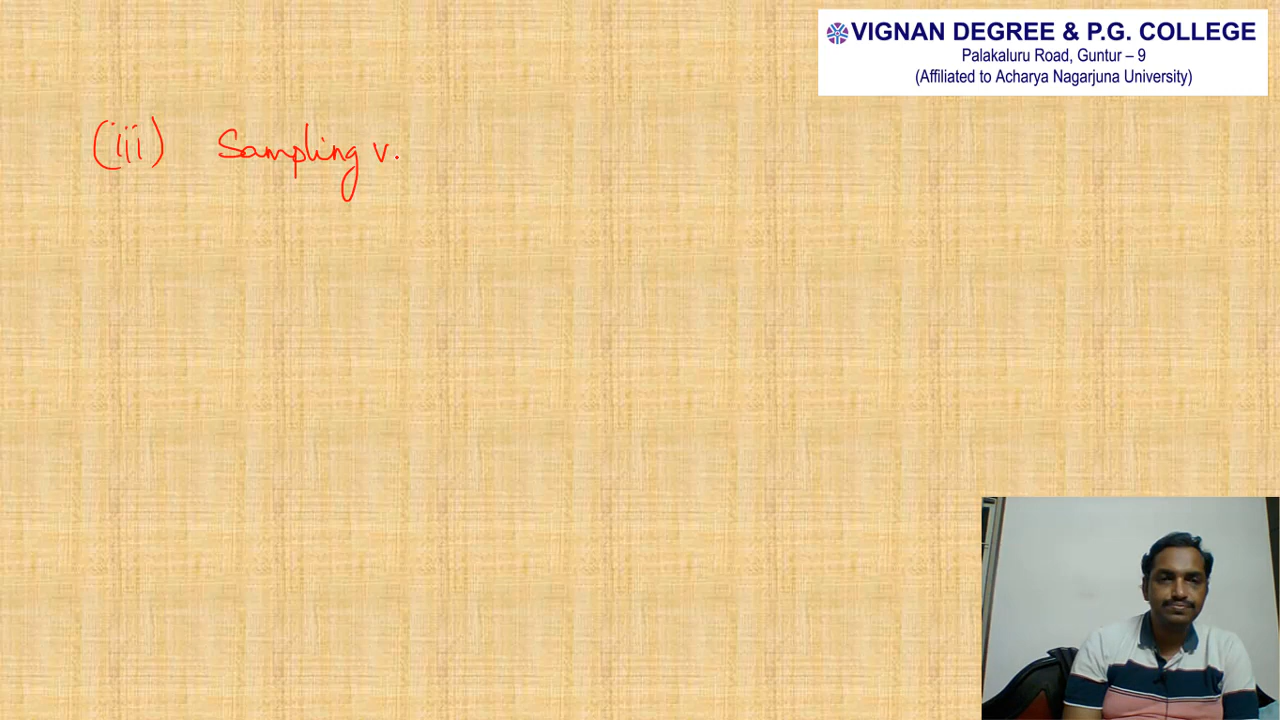 VIGNAN DEGREE & P.G. COLLEGE
Palakaluru Road, Guntur – 9
(Affiliated to Acharya Nagarjuna University)
(iii) Sampling v.